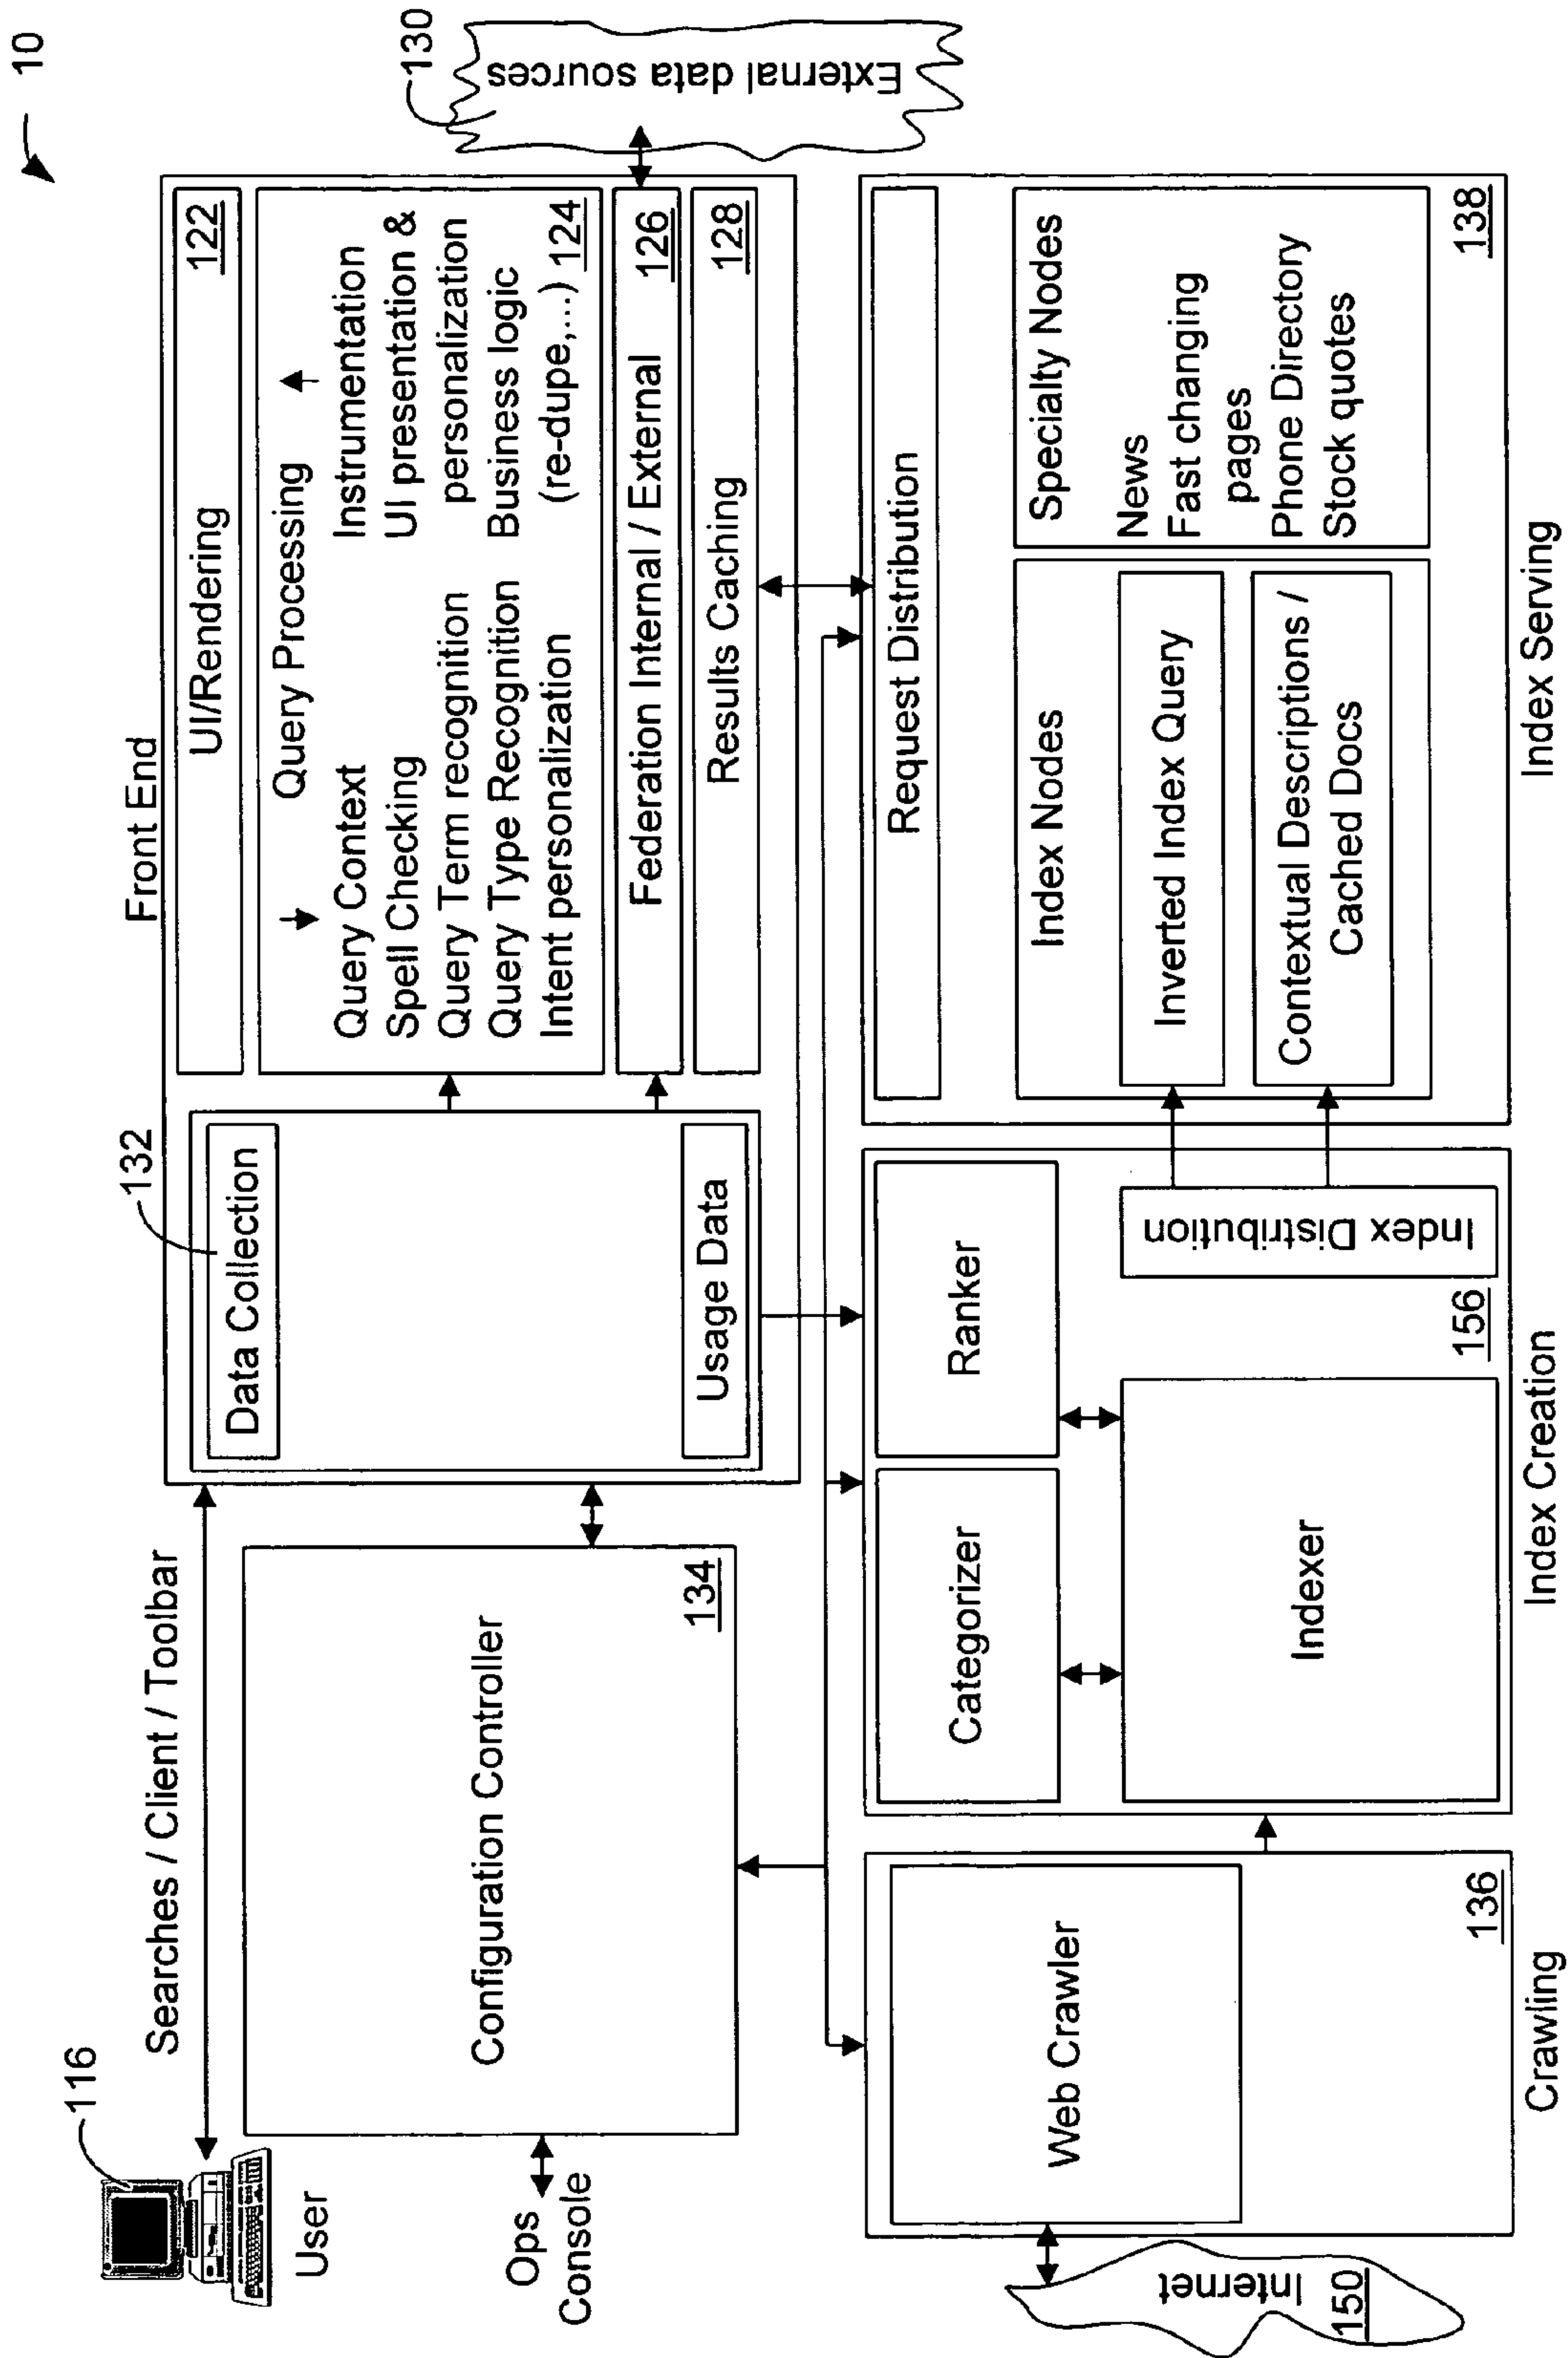 10
Front End
116
Searches / Client / Toolbar
132
User
Data Collection
Usage Data
UI/Rendering
122
Query Processing
Query Context
Spell Checking
Query Term recognition
Query Type Recognition
Intent personalization
Instrumentation
UI presentation &
personalization
Business logic
(re-dupe,...)
124
Federation Internal / External
126
Results Caching
128
130
External data sources
Configuration Controller
134
Ops
Console
Web Crawler
136
Crawling
Internet
150
Categorizer
Ranker
Indexer
Index Distribution
156
Index Creation
Request Distribution
Index Nodes
Inverted Index Query
Contextual Descriptions /
Cached Docs
Specialty Nodes
News
Fast changing
pages
Phone Directory
Stock quotes
138
Index Serving